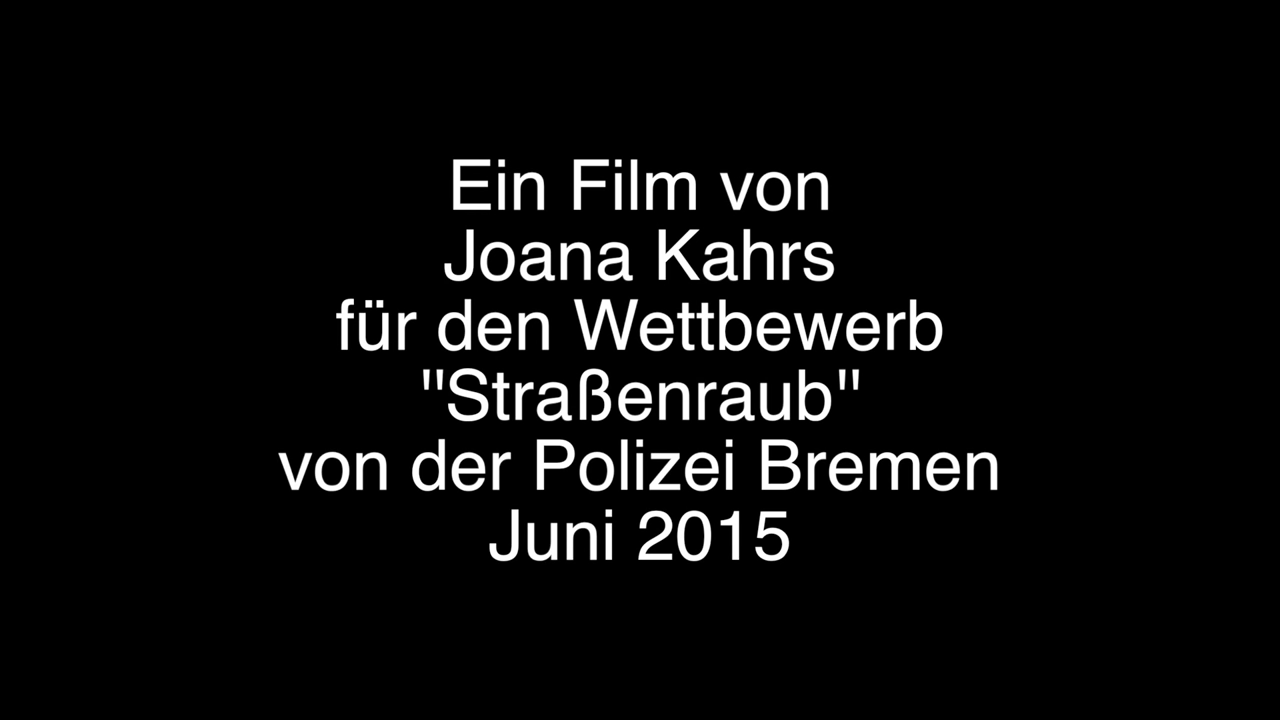 Ein Film von
Joana Kahrs
für den Wettbewerb
"Straßenraub"
von der Polizei Bremen
Juni 2015